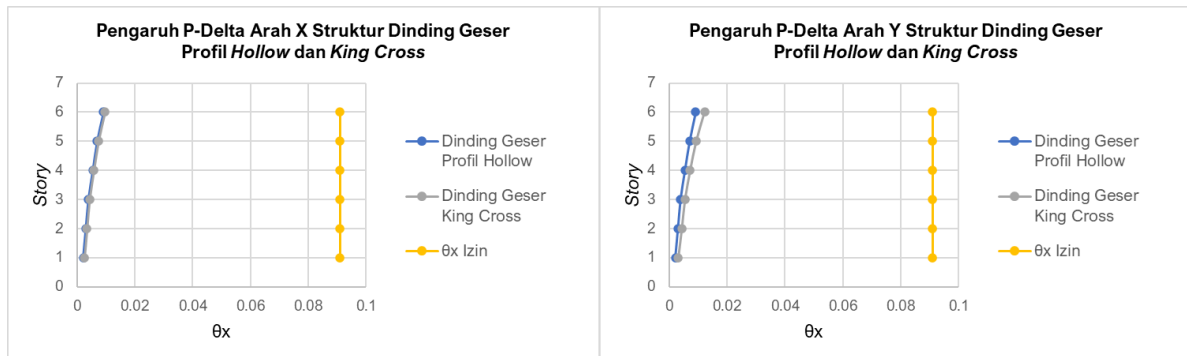 Pengaruh P-Delta Arah X Struktur Dinding Geser
Profil Hollow dan King Cross
7
6
5
4
3
2
1
0
Story
0
0.02
0.04
0.06
0.08
0.1
θx
Dinding Geser
Profil Hollow
Dinding Geser
King Cross
θx Izin
Pengaruh P-Delta Arah Y Struktur Dinding Geser
Profil Hollow dan King Cross
7
6
5
4
3
2
1
0
Story
0
0.02
0.04
0.06
0.08
0.1
θx
Dinding Geser
Profil Hollow
Dinding Geser
King Cross
θx Izin